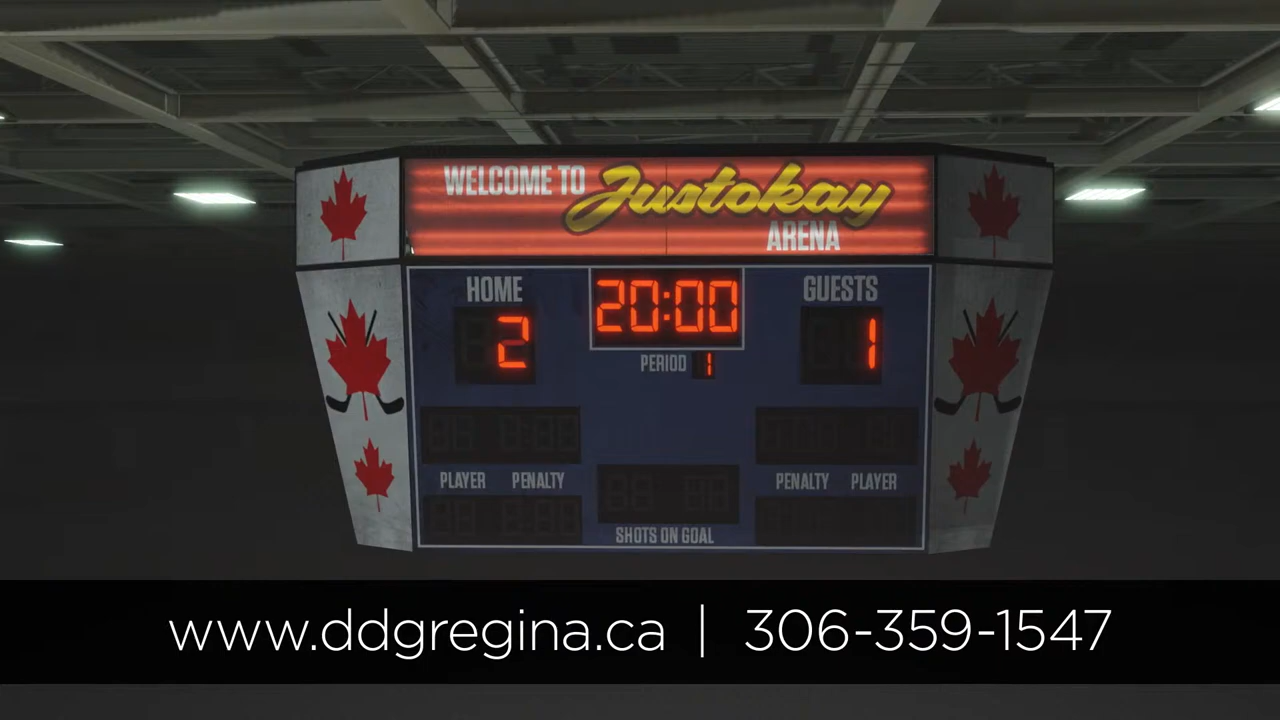 WELCOME TO Justokay
ARENA
HOME 20:00 GUESTS
2 1
PERIOD 1
PLAYER PENALTY PENALTY PLAYER
SHOTS ON GOAL
www.ddgregina.ca | 306-359-1547